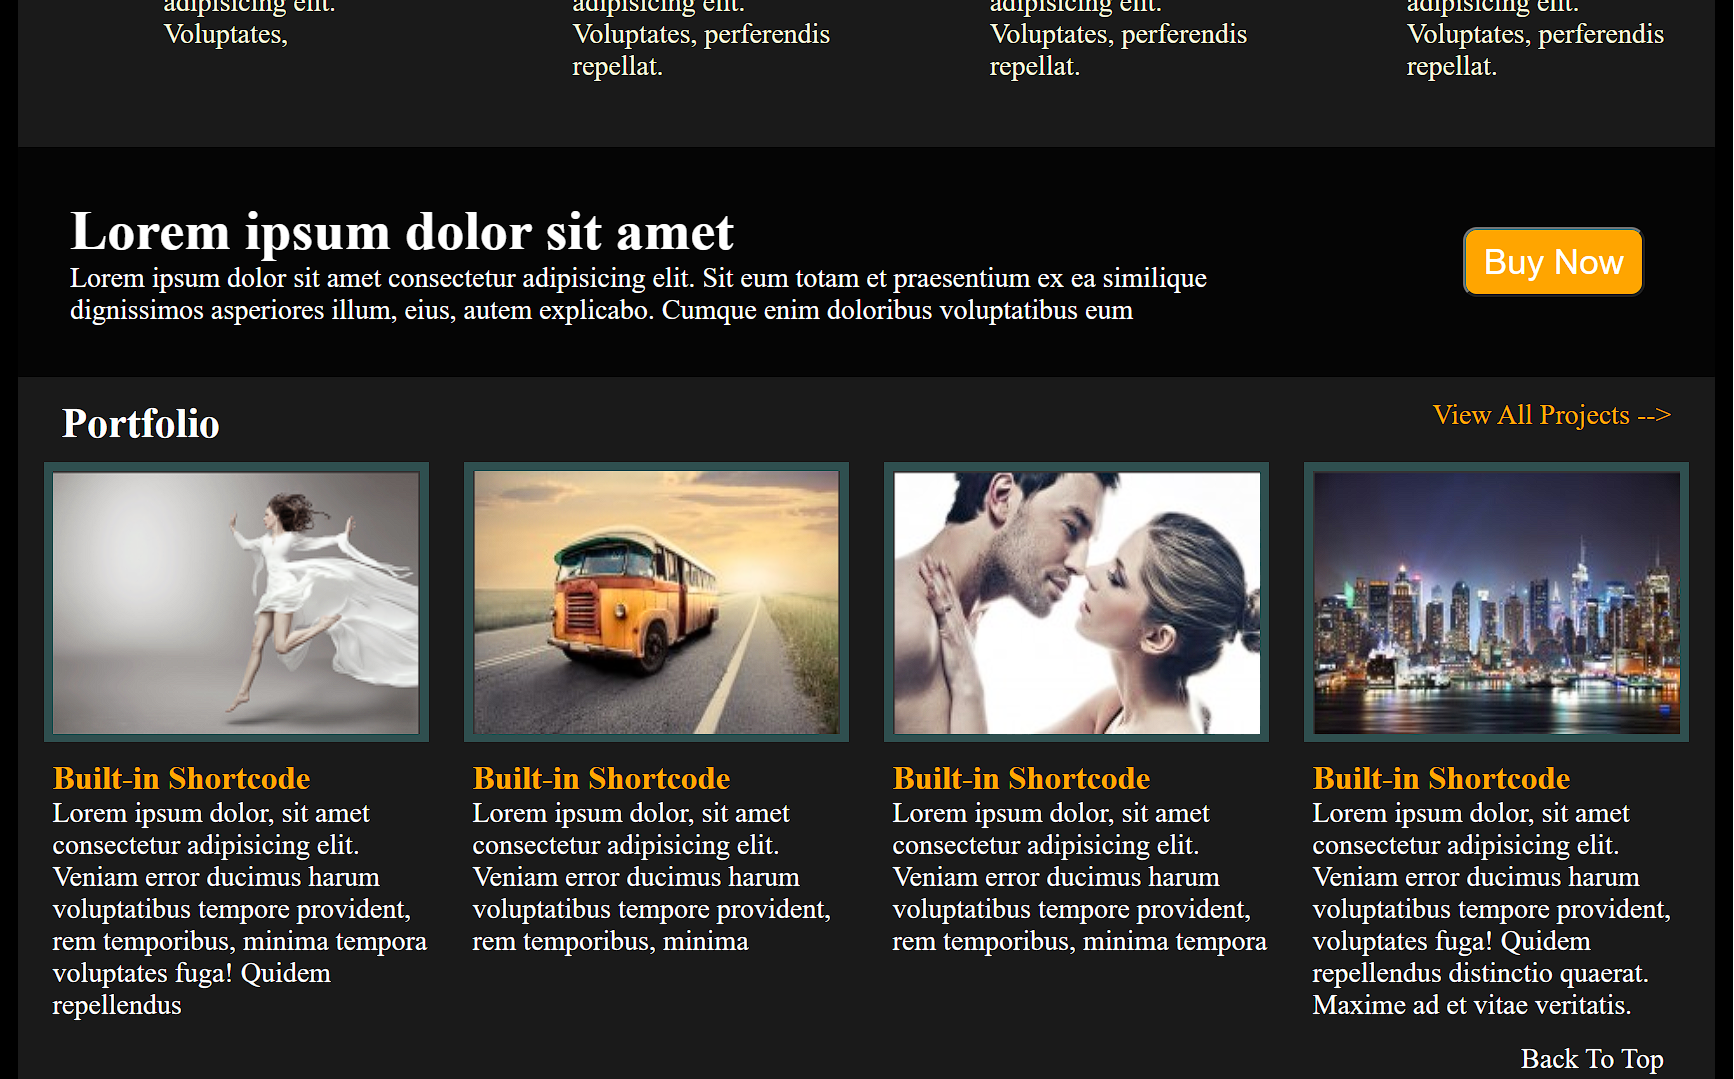 adipisicing elit.
Voluptates,
adipisicing elit.
Voluptates, perferendis
repellat.
adipisicing elit.
Voluptates, perferendis
repellat.
adipisicing elit.
Voluptates, perferendis
repellat.
Lorem ipsum dolor sit amet
Lorem ipsum dolor sit amet consectetur adipisicing elit. Sit eum totam et praesentium ex ea similique
dignissimos asperiores illum, eius, autem explicabo. Cumque enim doloribus voluptatibus eum
Buy Now
Portfolio
View All Projects -->
Built-in Shortcode
Lorem ipsum dolor, sit amet
consectetur adipisicing elit.
Veniam error ducimus harum
voluptatibus tempore provident,
rem temporibus, minima tempora
voluptates fuga! Quidem
repellendus
Built-in Shortcode
Lorem ipsum dolor, sit amet
consectetur adipisicing elit.
Veniam error ducimus harum
voluptatibus tempore provident,
rem temporibus, minima
Built-in Shortcode
Lorem ipsum dolor, sit amet
consectetur adipisicing elit.
Veniam error ducimus harum
voluptatibus tempore provident,
rem temporibus, minima tempora
Built-in Shortcode
Lorem ipsum dolor, sit amet
consectetur adipisicing elit.
Veniam error ducimus harum
voluptatibus tempore provident,
voluptates fuga! Quidem
repellendus distinctio quaerat.
Maxime ad et vitae veritatis.
Back To Top